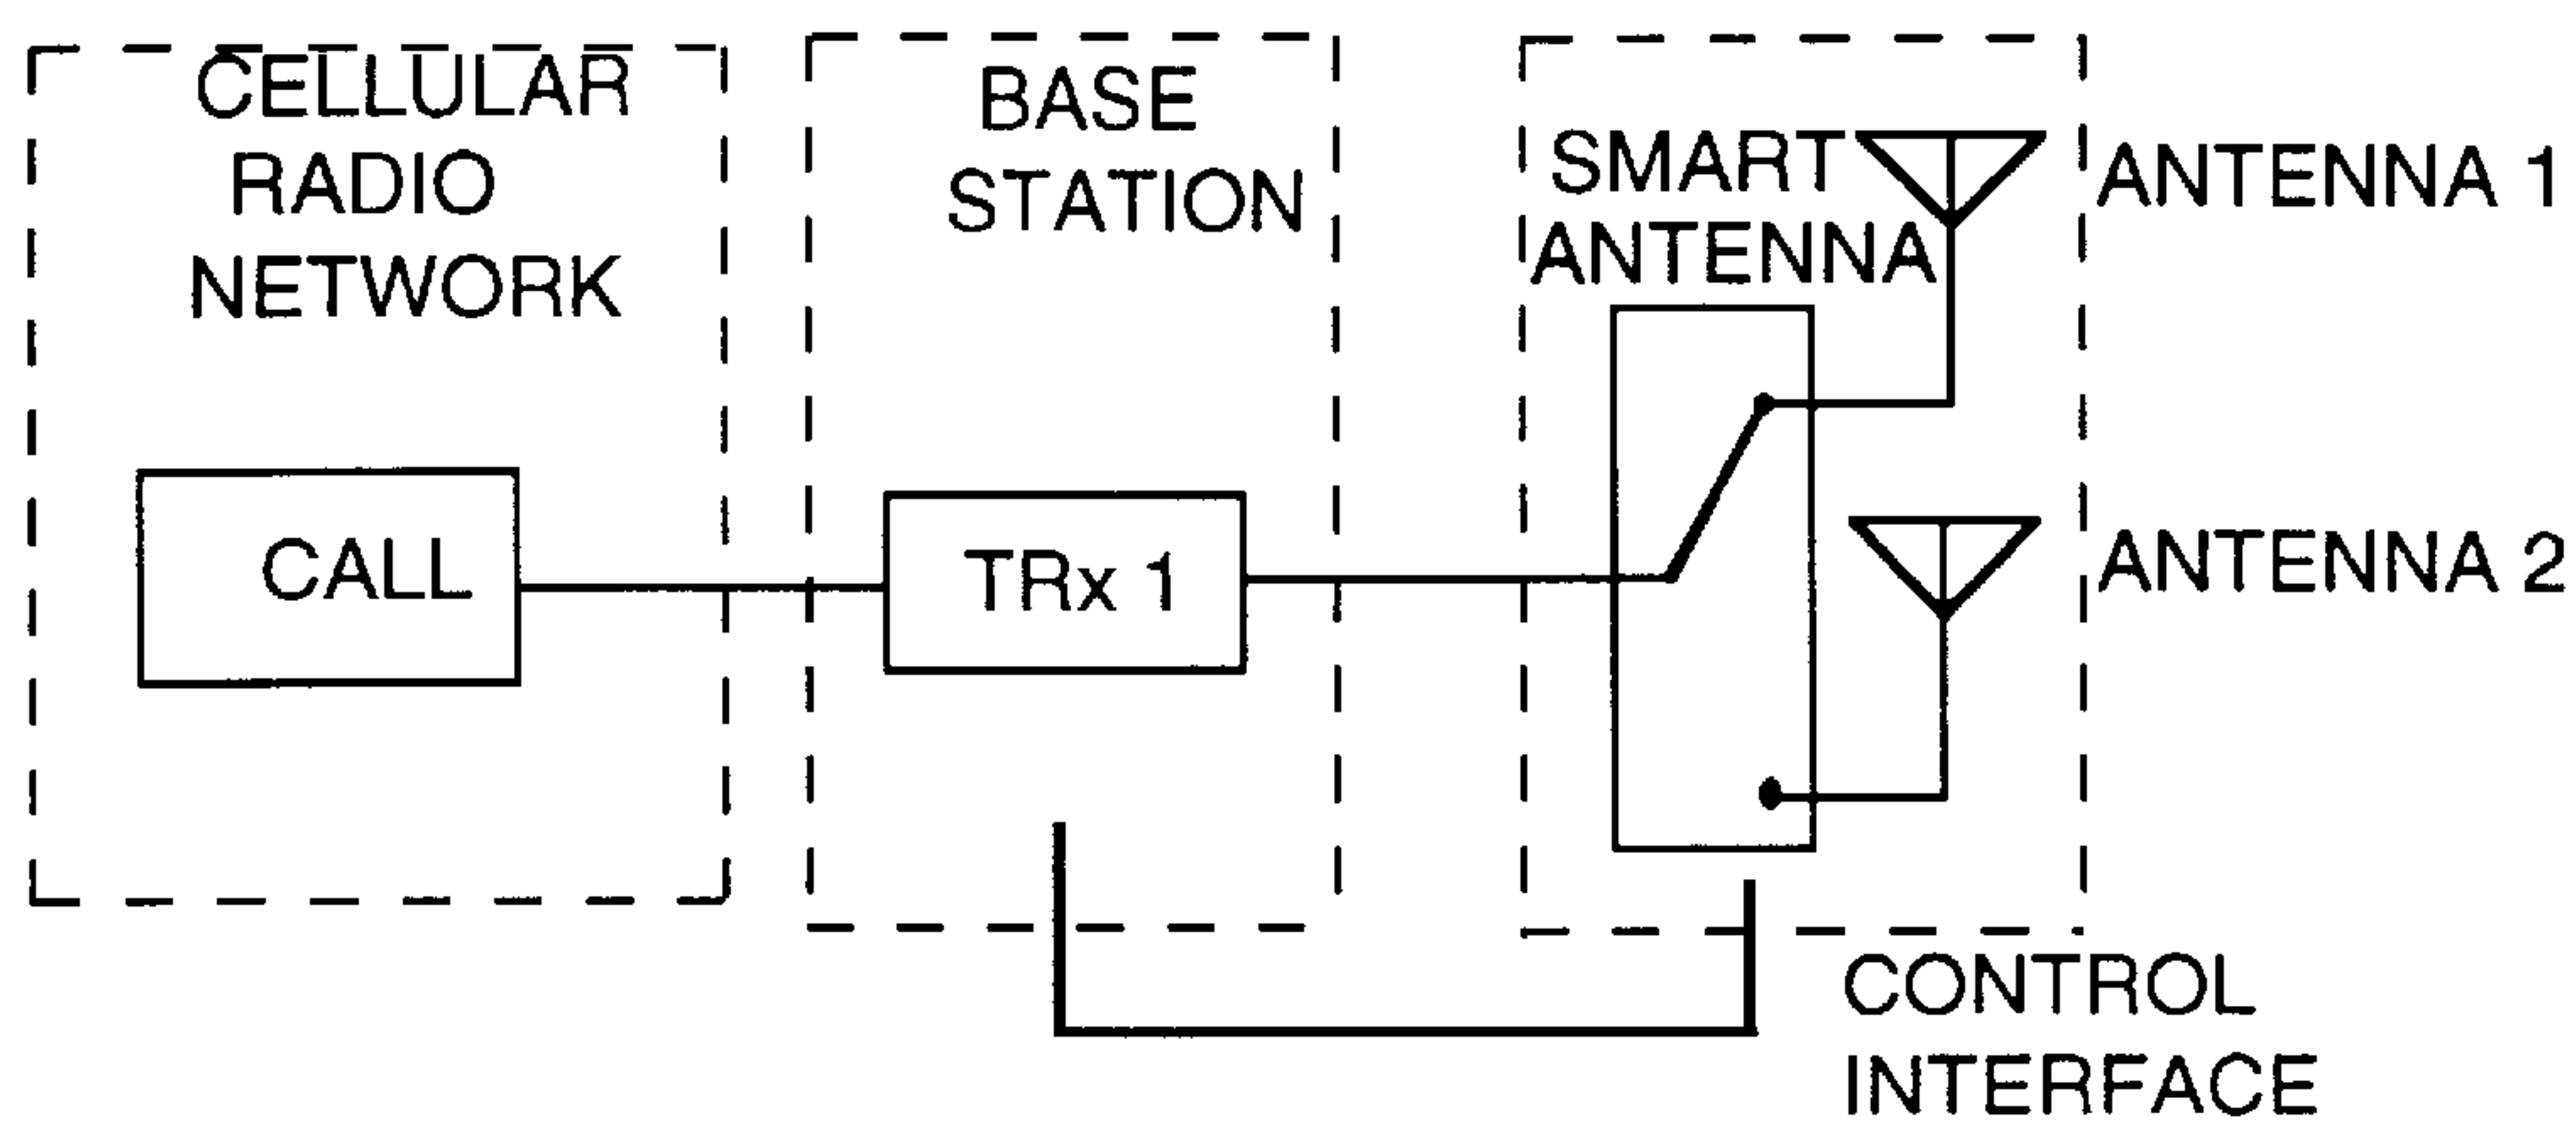 CELLULAR
RADIO
NETWORK
CALL
BASE
STATION
TRx 1
SMART
ANTENNA
ANTENNA 1
ANTENNA 2
CONTROL
INTERFACE